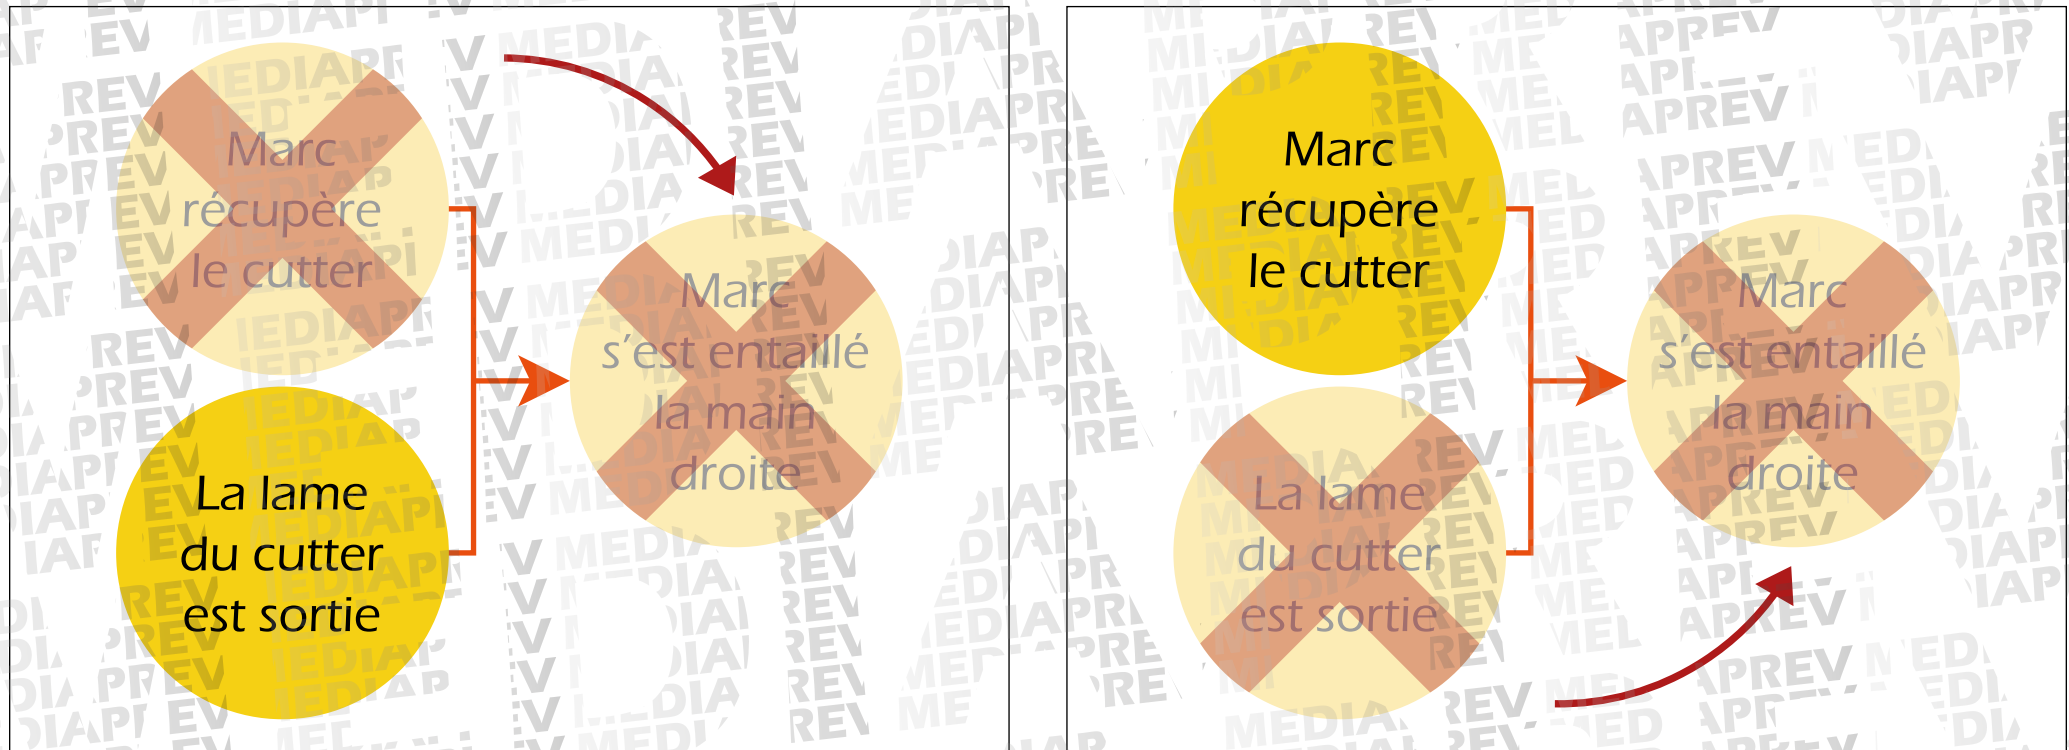 Marc
récupère
le cutter
La lame
du cutter
est sortie
Marc
s'est entaillé
la main
droite
Marc
récupère
le cutter
La lame
du cutter
est sortie
Marc
s'est entaillé
la main
droite